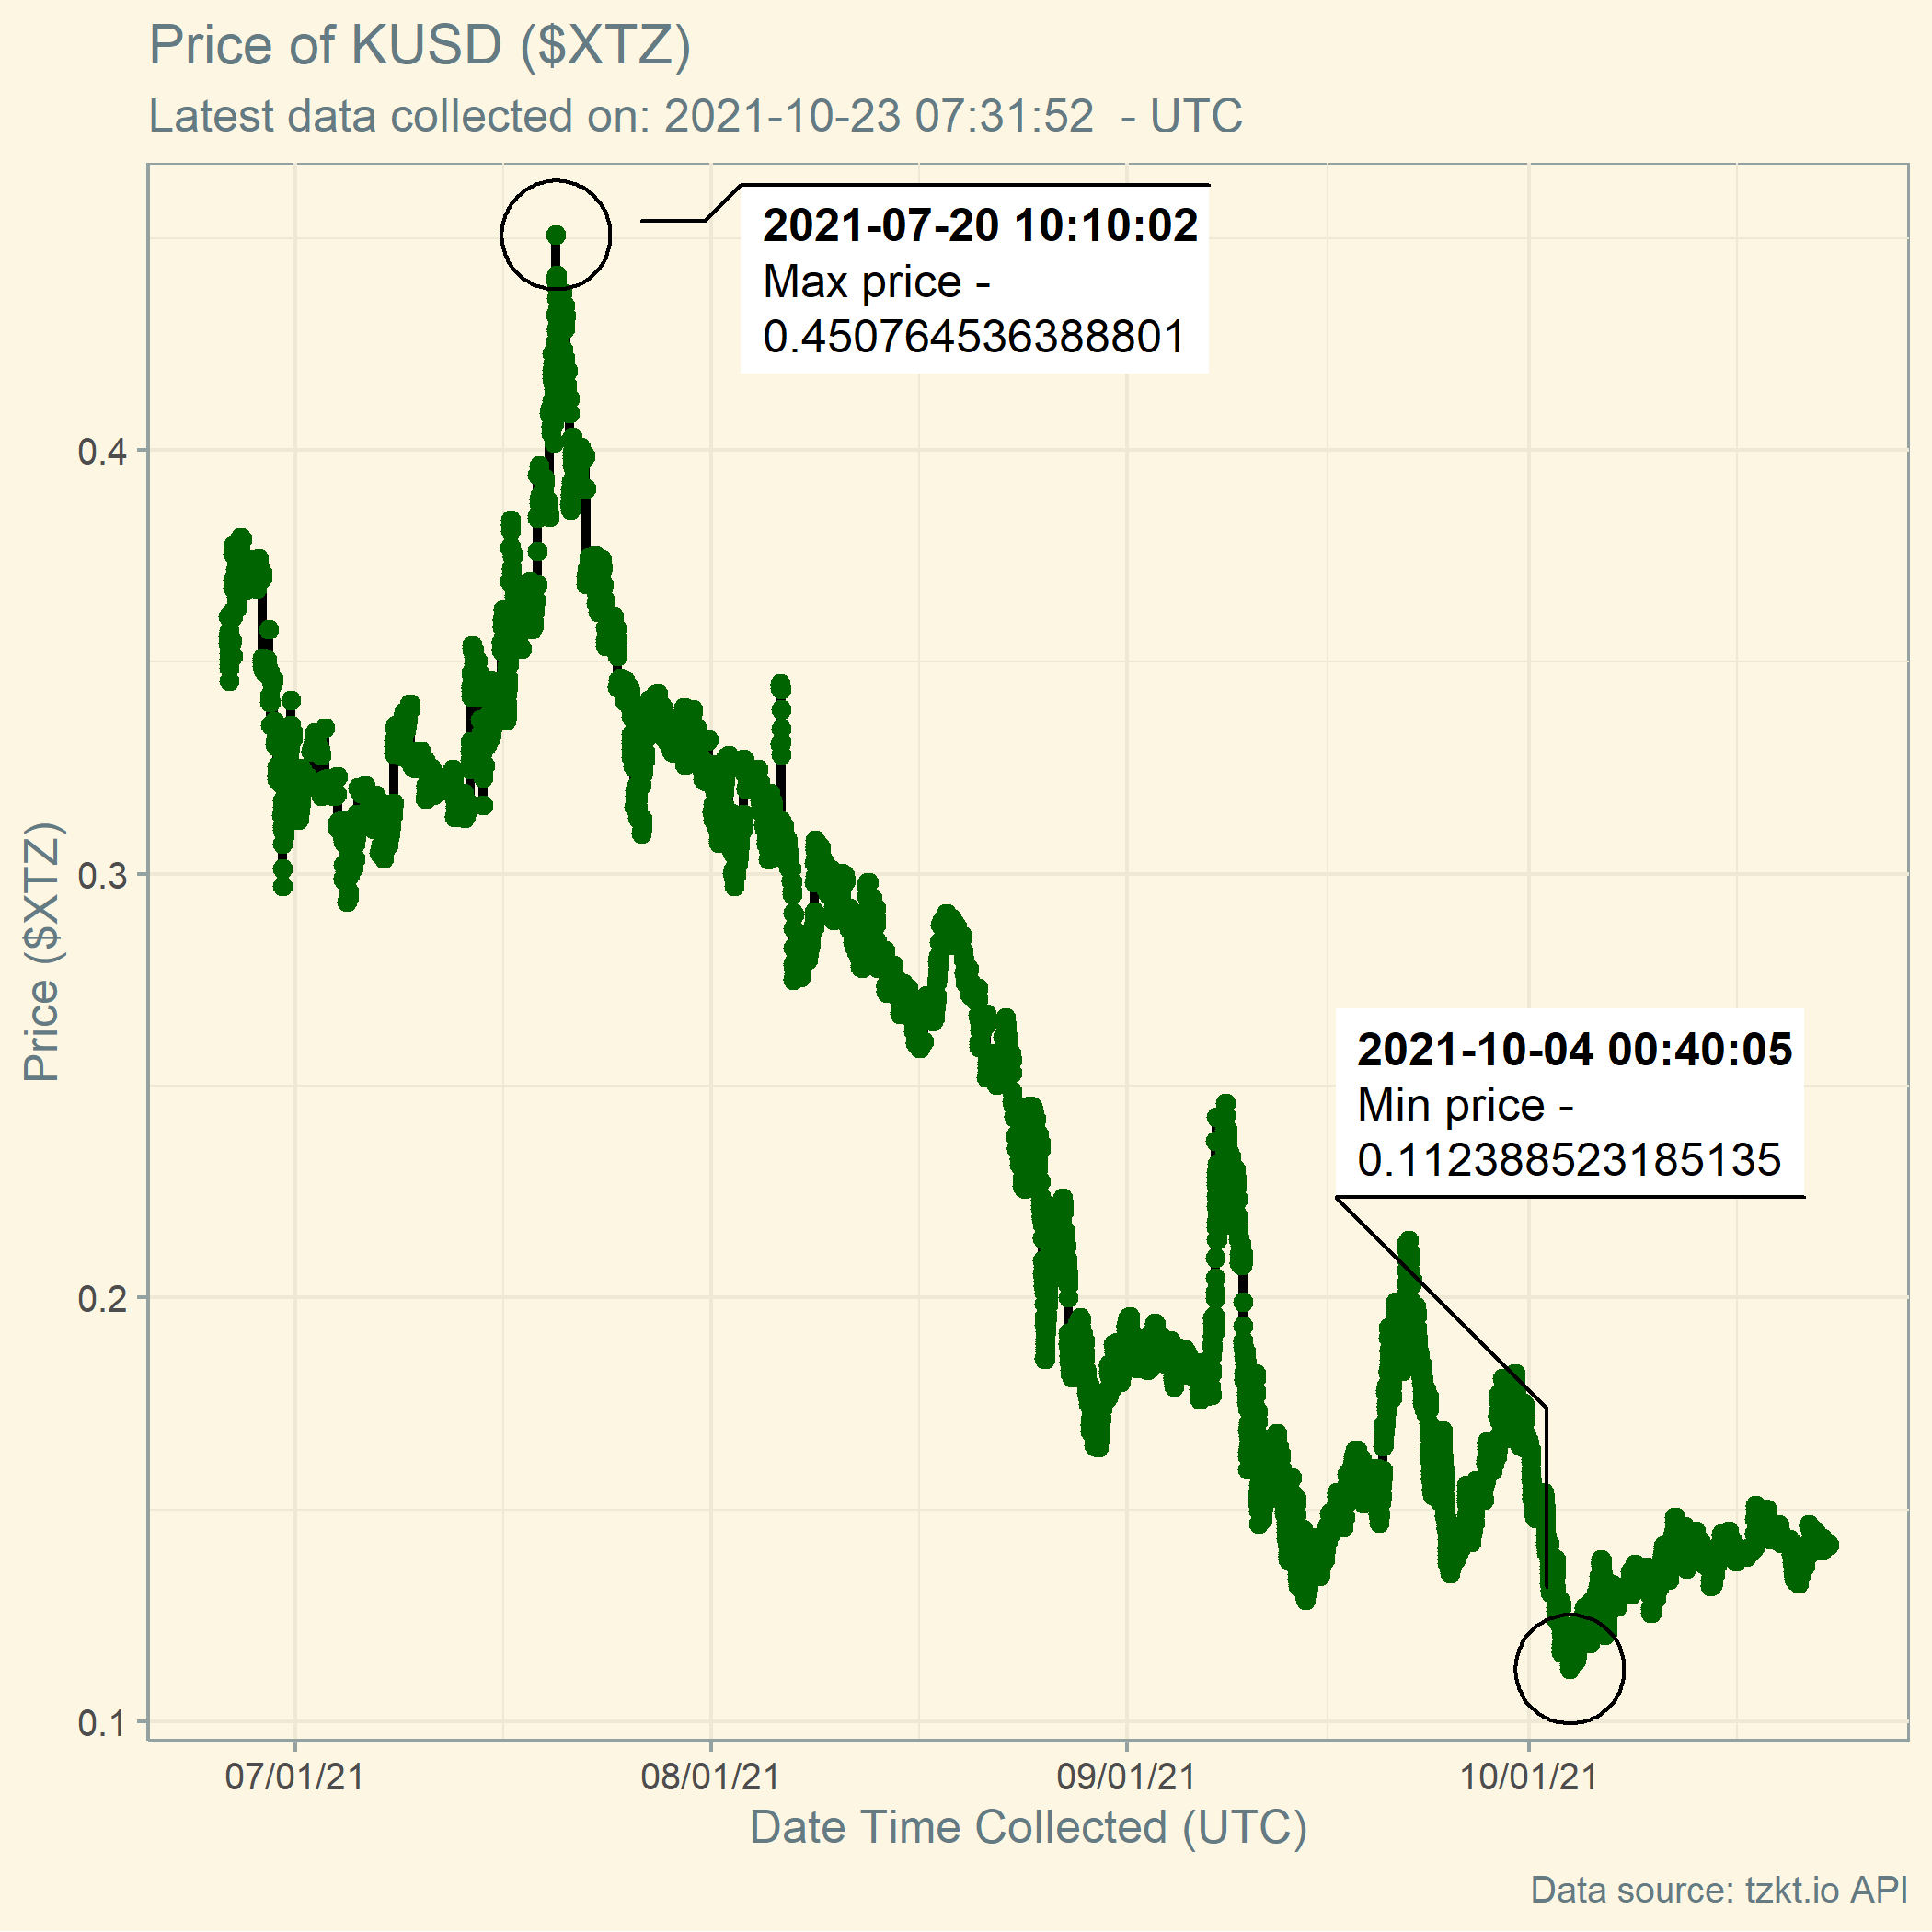 Price of KUSD ($XTZ)
Latest data collected on: 2021-10-23 07:31:52  - UTC
2021-07-20 10:10:02
Max price -
0.450764536388801
0.4
0.3
0.2
0.1
Price ($XTZ)
2021-10-04 00:40:05
Min price -
0.112388523185135
07/01/21
08/01/21
09/01/21
10/01/21
Date Time Collected (UTC)
Data source: tzkt.io API